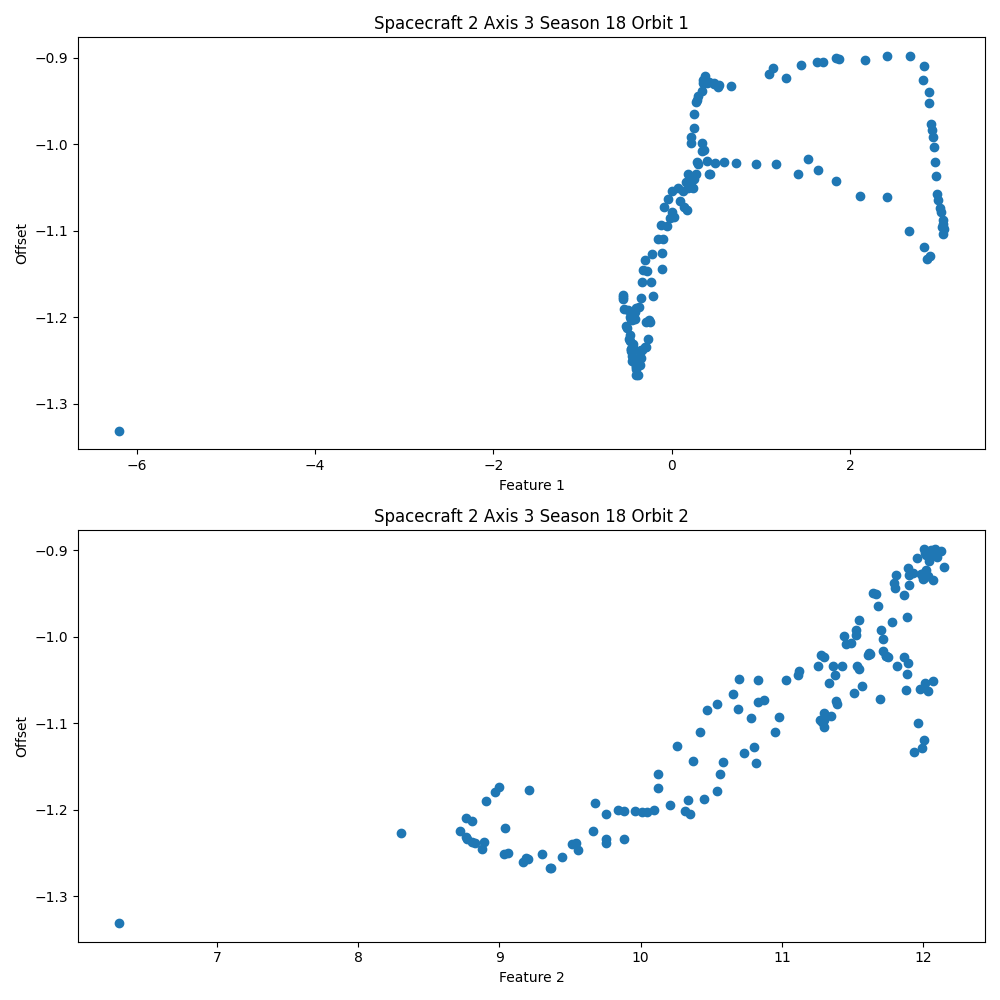 Spacecraft 2 Axis 3 Season 18 Orbit 1
−0.9
−1.0
−1.1
−1.2
−1.3
Offset
−6 −4 −2 0 2
Feature 1
Spacecraft 2 Axis 3 Season 18 Orbit 2
−0.9
−1.0
−1.1
−1.2
−1.3
Offset
7 8 9 10 11 12
Feature 2